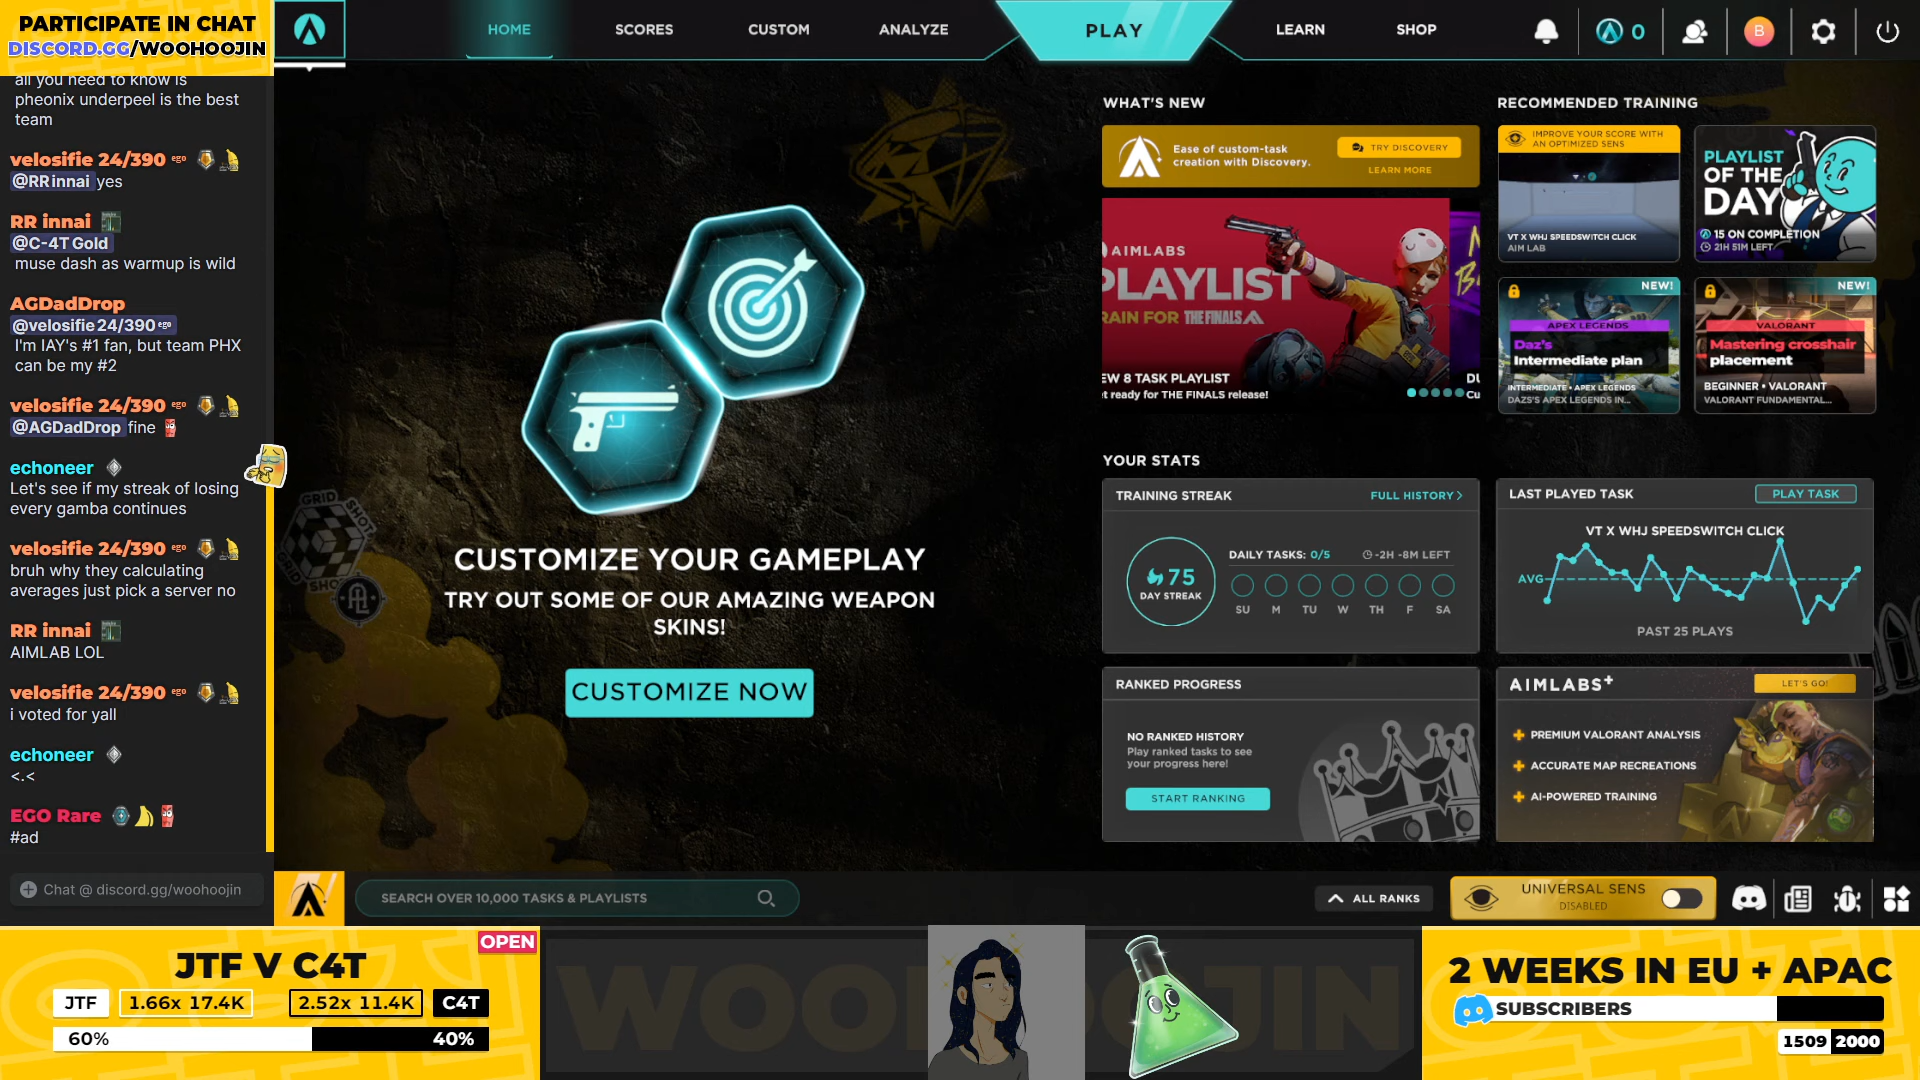 PARTICIPATE IN CHAT
DISCORD.GG/WOOHOOJIN
all you need to know is
pheonix underpeel is the best
team
velosifie 24/390 ego
@RR innai yes
RR innai
@C-4T Gold
muse dash as warmup is wild
AGDadDrop
@velosifie 24/390 ego
I'm IAY's #1 fan, but team PHX
can be my #2
velosifie 24/390 ego
@AGDadDrop fine
echoneer
Let's see if my streak of losing
every gamba continues
velosifie 24/390 ego
bruh why they calculating
averages just pick a server no
RR innai
AIMLAB LOL
velosifie 24/390 ego
i voted for yall
echoneer
<.<
EGO Rare
#ad
Chat @ discord.gg/woohoojin
HOME
SCORES
CUSTOM
ANALYZE
PLAY
LEARN
SHOP
0
B
GRID SHOT
GRID SHOT
AL
CUSTOMIZE YOUR GAMEPLAY
TRY OUT SOME OF OUR AMAZING WEAPON
SKINS!
CUSTOMIZE NOW
WHAT'S NEW
Ease of custom-task
creation with Discovery.
TRY DISCOVERY
LEARN MORE
AIMLABS
PLAYLIST
RAIN FOR THE FINALS
EW 8 TASK PLAYLIST
t ready for THE FINALS release!
DU
Cu
RECOMMENDED TRAINING
IMPROVE YOUR SCORE WITH
AN OPTIMIZED SENS
VT X WHJ SPEEDSWITCH CLICK
AIM LAB
PLAYLIST
OF THE
DAY
15 ON COMPLETION
21H 51M LEFT
NEW!
APEX LEGENDS
Daz's
Intermediate plan
INTERMEDIATE • APEX LEGENDS
DAZS'S APEX LEGENDS IN...
NEW!
VALORANT
Mastering crosshair
placement
BEGINNER • VALORANT
VALORANT FUNDAMENTAL...
YOUR STATS
TRAINING STREAK
FULL HISTORY >
75
DAY STREAK
DAILY TASKS: 0/5
-2H -8M LEFT
SU M TU W TH F SA
LAST PLAYED TASK
PLAY TASK
VT X WHJ SPEEDSWITCH CLICK
AVG
PAST 25 PLAYS
RANKED PROGRESS
NO RANKED HISTORY
Play ranked tasks to see
your progress here!
START RANKING
AIMLABS+
LET'S GO!
PREMIUM VALORANT ANALYSIS
ACCURATE MAP RECREATIONS
AI-POWERED TRAINING
SEARCH OVER 10,000 TASKS & PLAYLISTS
ALL RANKS
UNIVERSAL SENS
DISABLED
JTF V C4T
OPEN
JTF 1.66x 17.4K 2.52x 11.4K C4T
60% 40%
2 WEEKS IN EU + APAC
SUBSCRIBERS
1509 2000